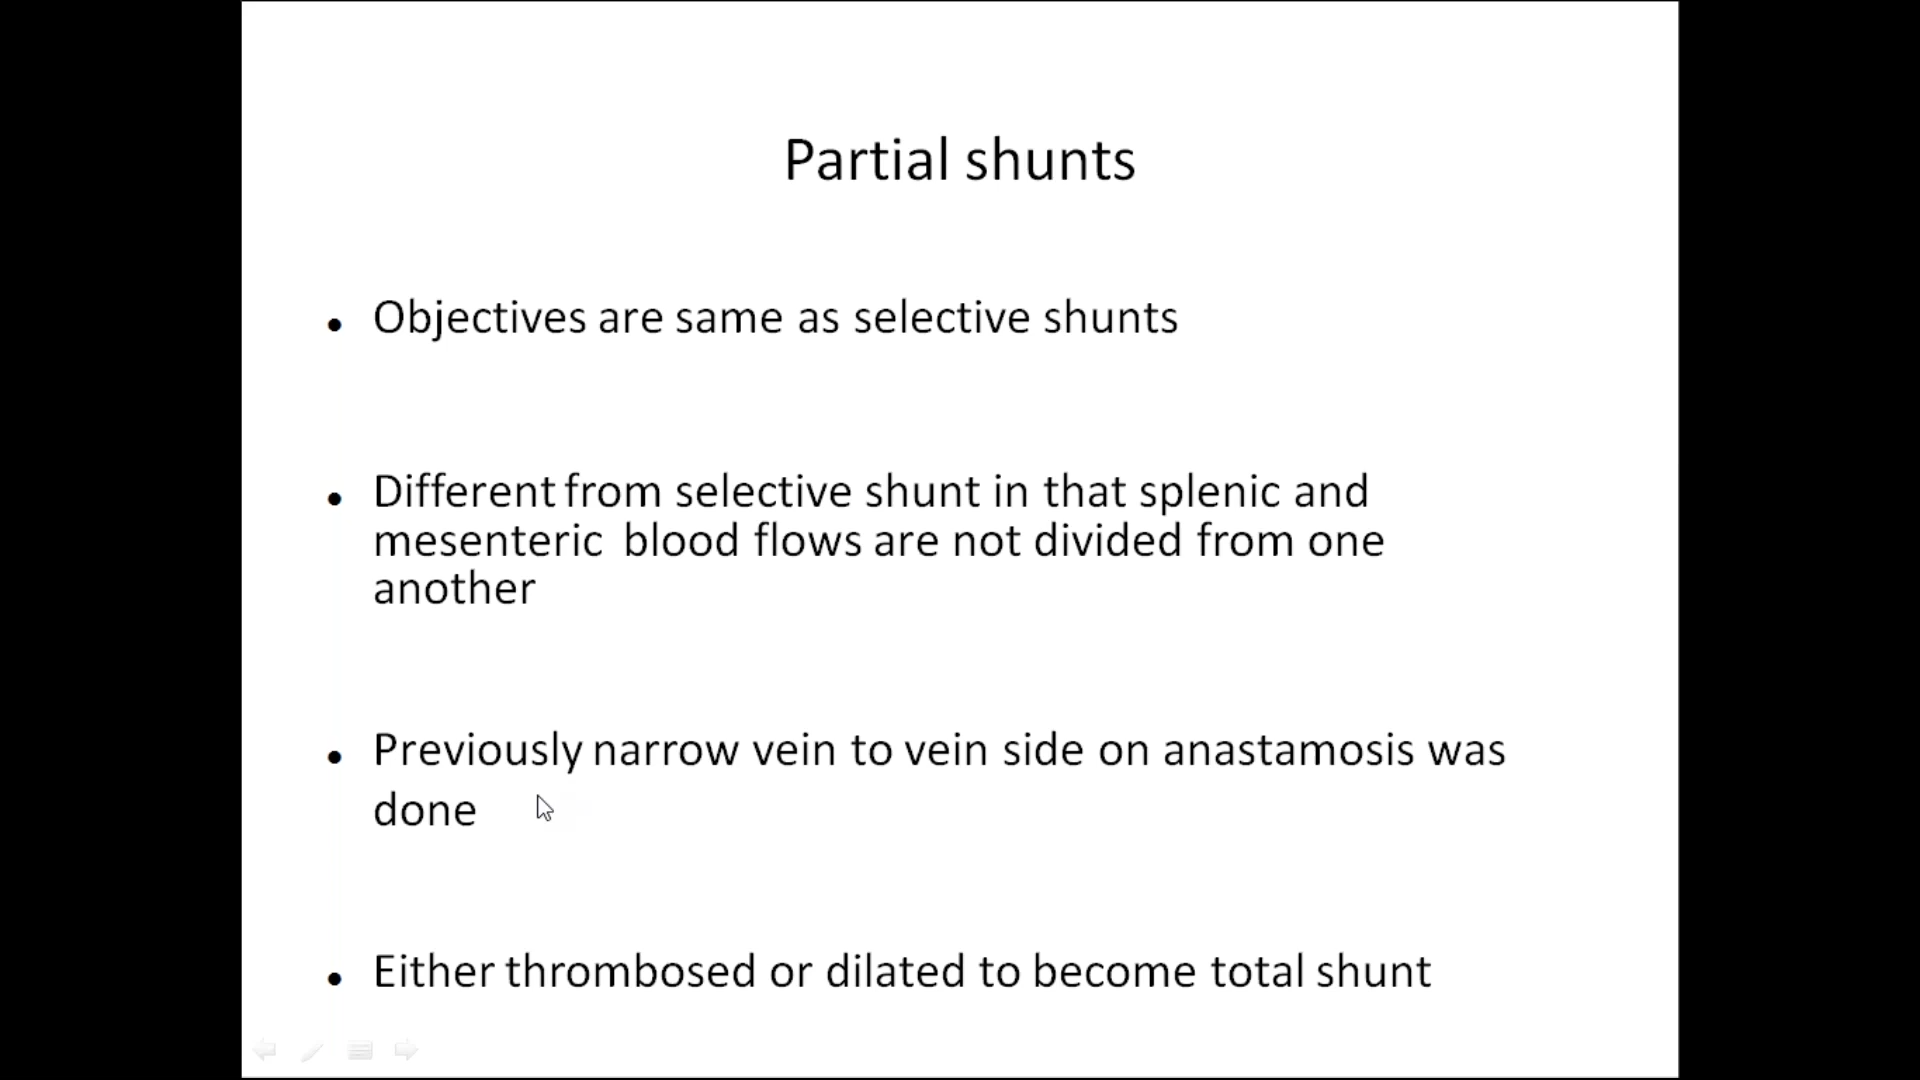 Partial shunts
• Objectives are same as selective shunts
• Different from selective shunt in that splenic and
mesenteric blood flows are not divided from one
another
• Previously narrow vein to vein side on anastamosis was
done
• Either thrombosed or dilated to become total shunt